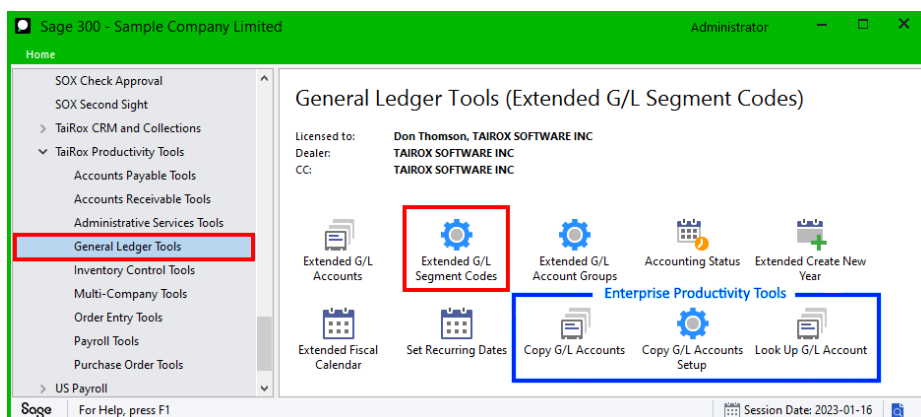 Sage 300 - Sample Company Limited
Administrator
Home
SOX Check Approval
SOX Second Sight
TaiRox CRM and Collections
TaiRox Productivity Tools
Accounts Payable Tools
Accounts Receivable Tools
Administrative Services Tools
General Ledger Tools
Inventory Control Tools
Multi-Company Tools
Order Entry Tools
Payroll Tools
Purchase Order Tools
US Payroll
General Ledger Tools (Extended G/L Segment Codes)
Licensed to: Don Thomson, TAIROX SOFTWARE INC
Dealer: TAIROX SOFTWARE INC
CC: TAIROX SOFTWARE INC
Extended G/L
Accounts
Extended G/L
Segment Codes
Extended G/L
Account Groups
Accounting Status
Extended Create New
Year
Enterprise Productivity Tools
Extended Fiscal
Calendar
Set Recurring Dates
Copy G/L Accounts
Copy G/L Accounts
Setup
Look Up G/L Account
Sage
For Help, press F1
Session Date: 2023-01-16